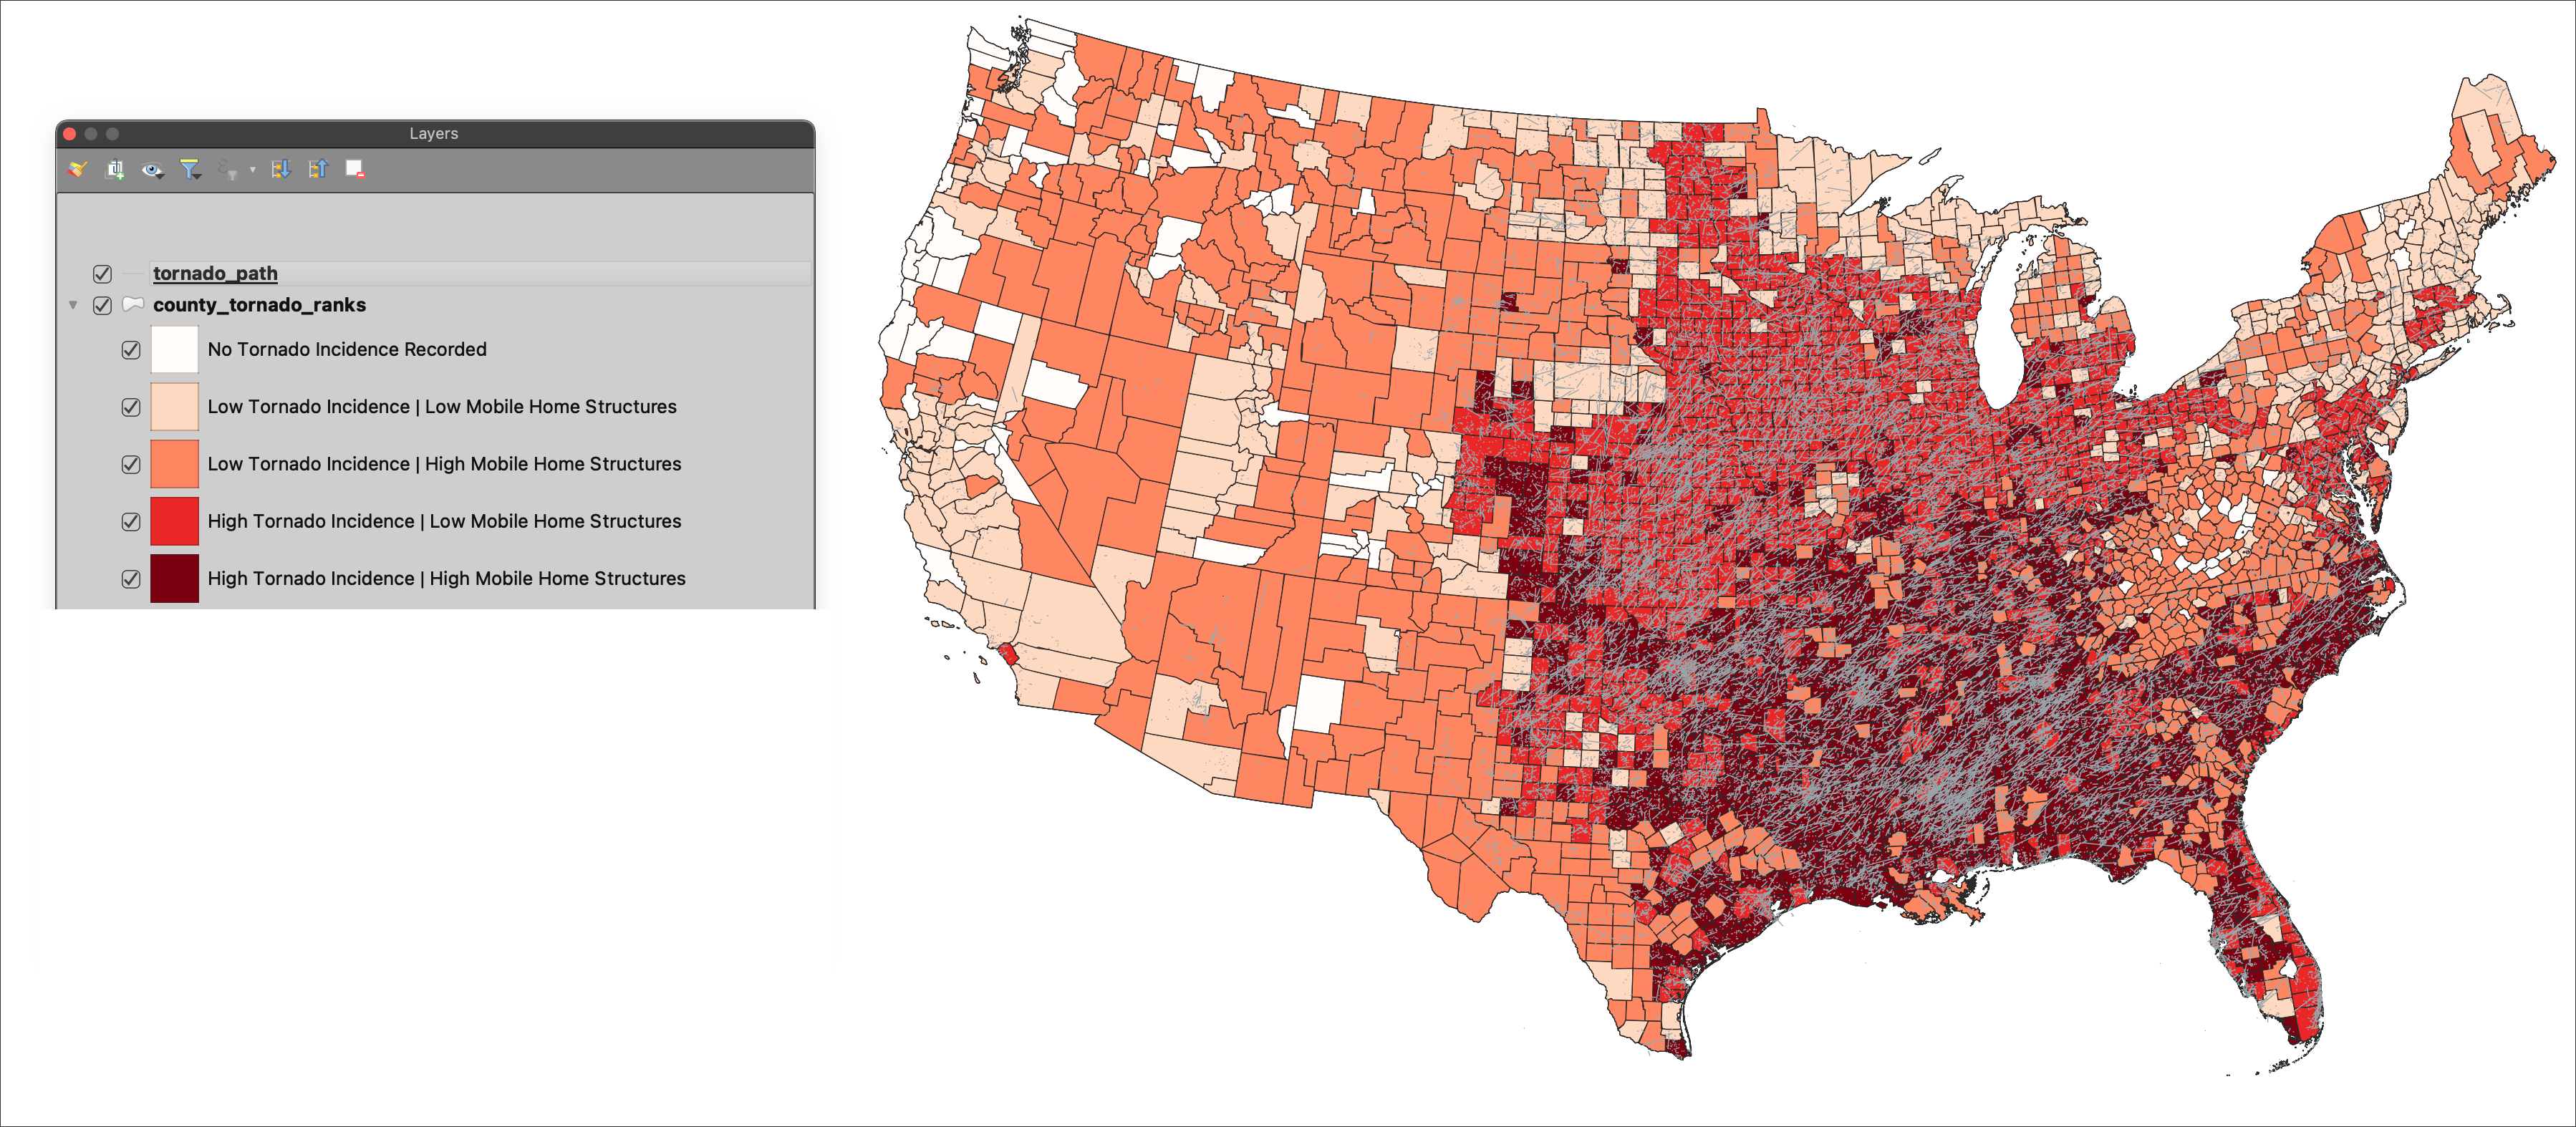 Layers
tornado_path
county_tornado_ranks
No Tornado Incidence Recorded
Low Tornado Incidence | Low Mobile Home Structures
Low Tornado Incidence | High Mobile Home Structures
High Tornado Incidence | Low Mobile Home Structures
High Tornado Incidence | High Mobile Home Structures